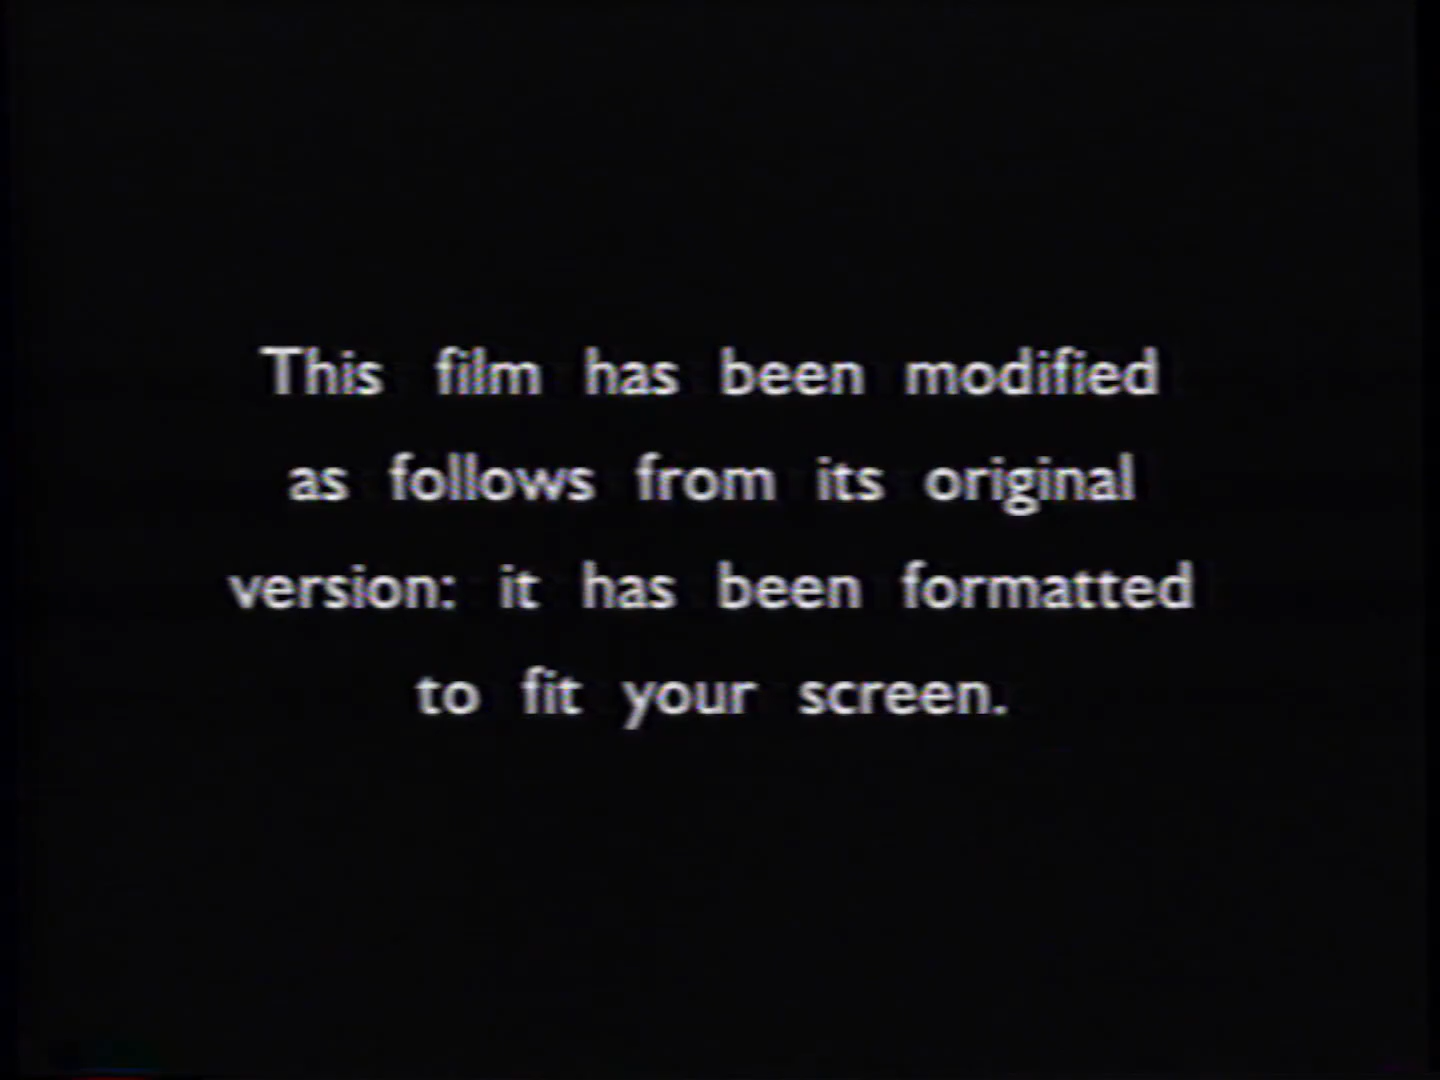 This film has been modified
as follows from its original
version: it has been formatted
to fit your screen.